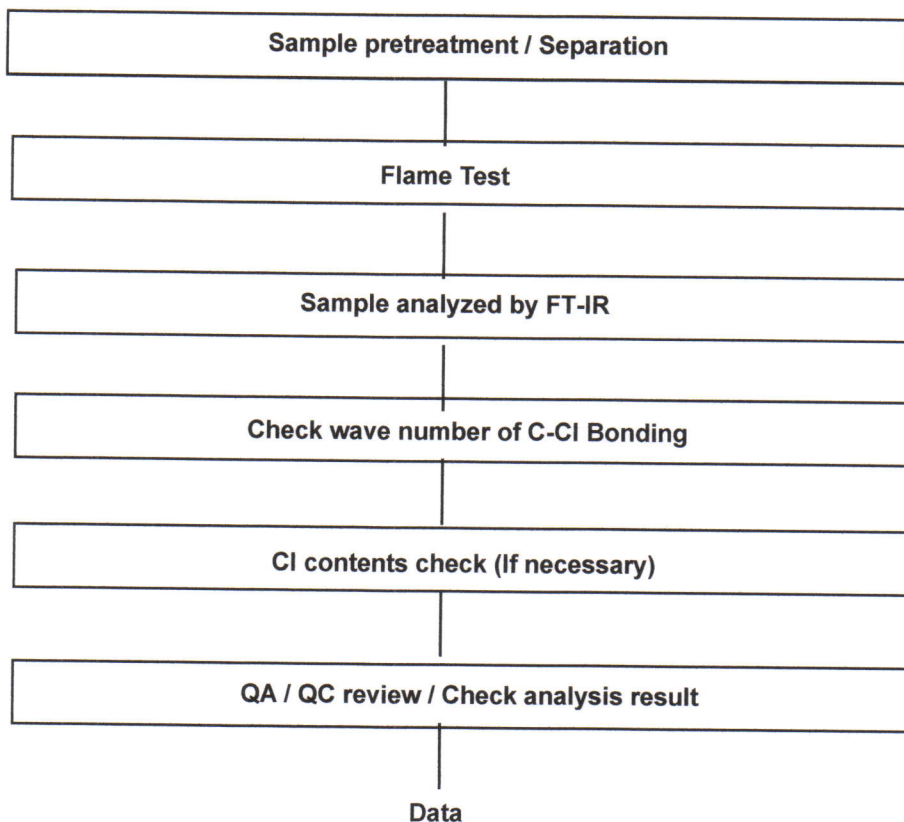 Sample pretreatment / Separation
Flame Test
Sample analyzed by FT-IR
Check wave number of C-Cl Bonding
Cl contents check (If necessary)
QA / QC review / Check analysis result
Data